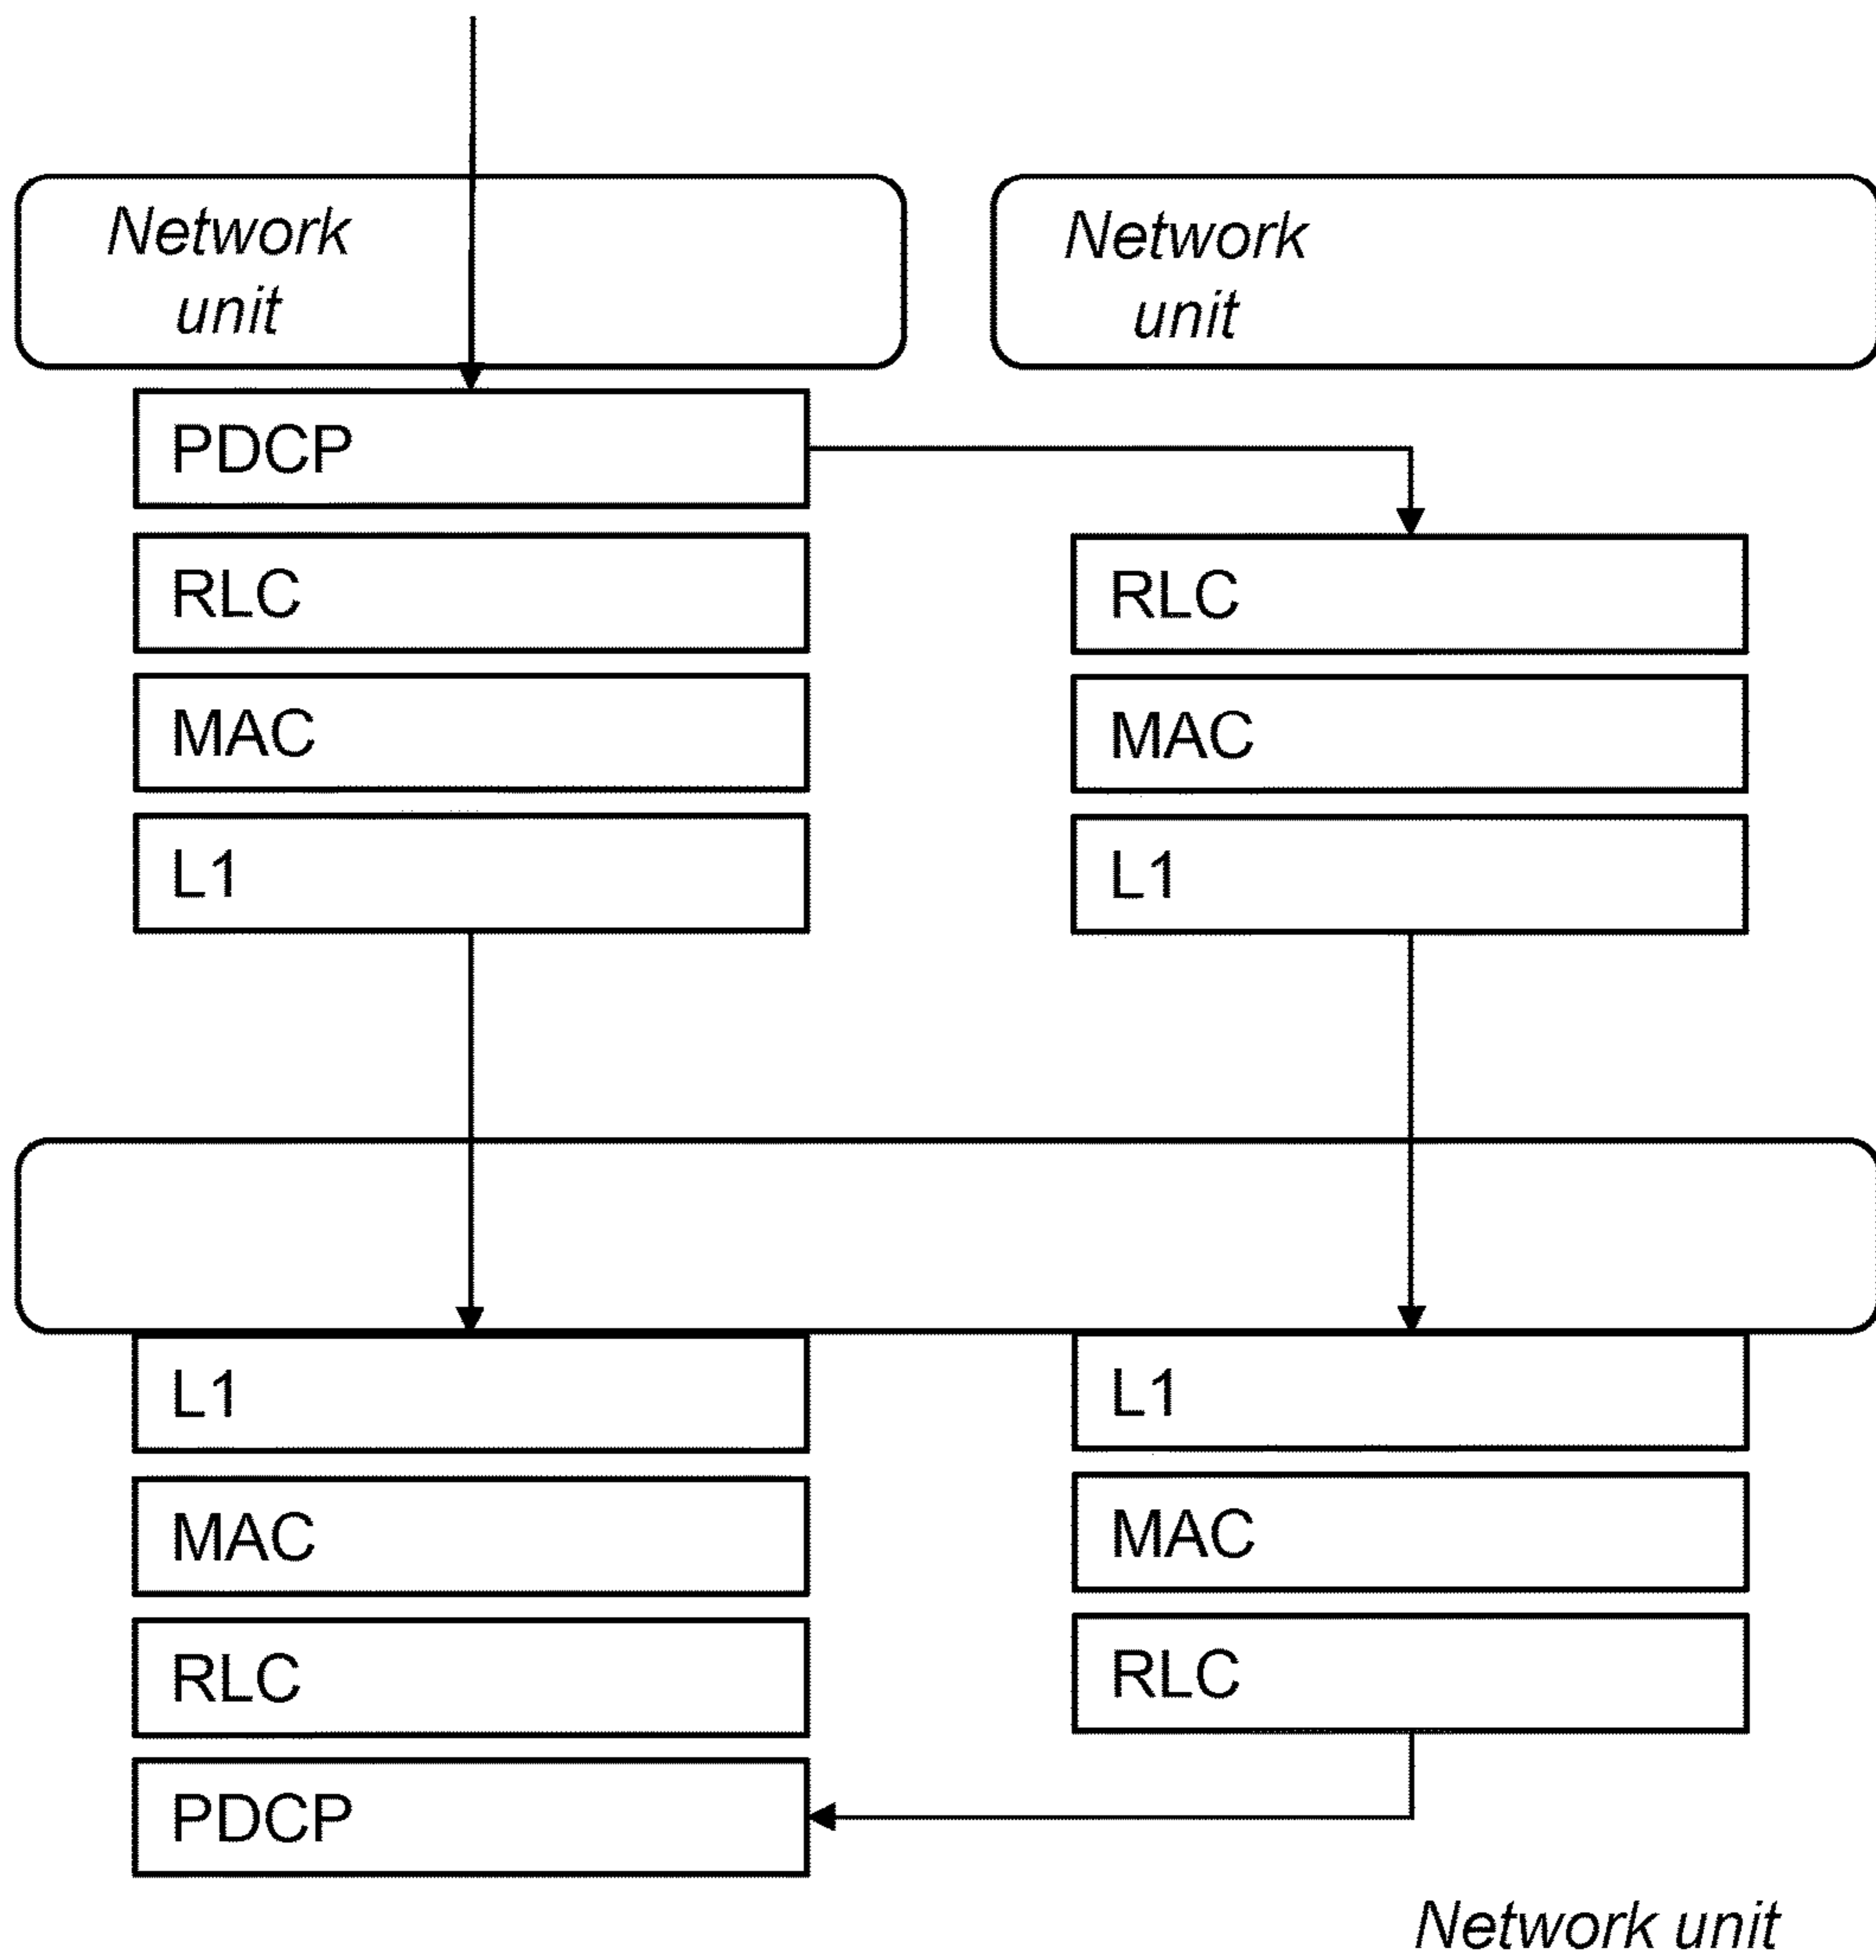 Network
unit
Network
unit
PDCP
RLC
RLC
MAC
MAC
L1
L1
L1
L1
MAC
MAC
RLC
RLC
PDCP
Network unit